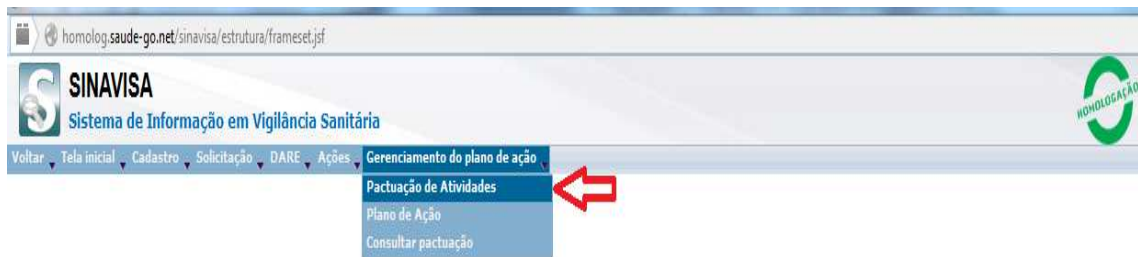 homolog.saude-go.net/sinavisa/estrutura/frameset.jsf
SINAVISA
Sistema de Informação em Vigilância Sanitária
HOMOLOGAÇÃO
Voltar Tela inicial Cadastro Solicitação DARE Ações Gerenciamento do plano de ação
Pactuação de Atividades
Plano de Ação
Consultar pactuação